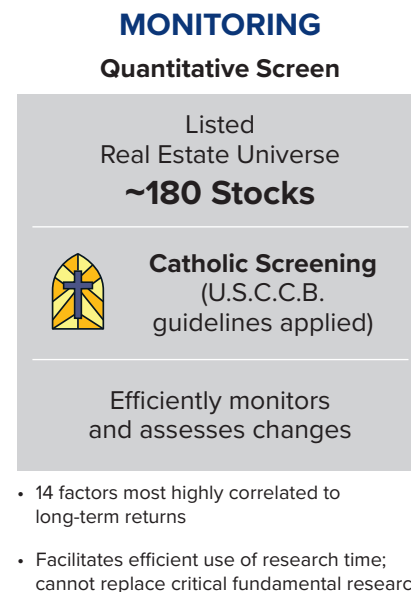 MONITORING
Quantitative Screen
Listed
Real Estate Universe
~180 Stocks
Catholic Screening
(U.S.C.C.B.
guidelines applied)
Efficiently monitors
and assesses changes
• 14 factors most highly correlated to
long-term returns
• Facilitates efficient use of research time;
cannot replace critical fundamental researc